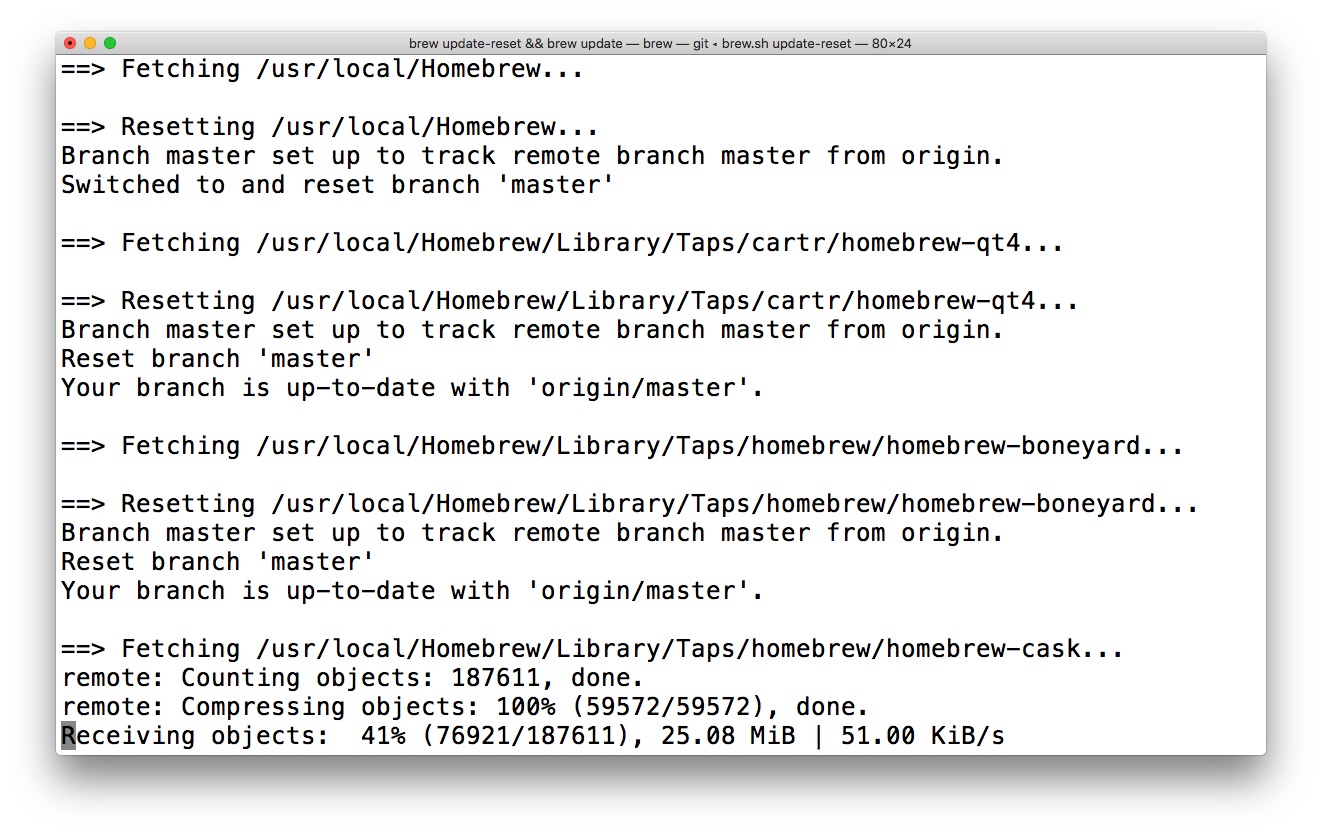 brew update-reset && brew update — brew — git ◂ brew.sh update-reset — 80×24
==> Fetching /usr/local/Homebrew...
==> Resetting /usr/local/Homebrew...
Branch master set up to track remote branch master from origin.
Switched to and reset branch 'master'
==> Fetching /usr/local/Homebrew/Library/Taps/cartr/homebrew-qt4...
==> Resetting /usr/local/Homebrew/Library/Taps/cartr/homebrew-qt4...
Branch master set up to track remote branch master from origin.
Reset branch 'master'
Your branch is up-to-date with 'origin/master'.
==> Fetching /usr/local/Homebrew/Library/Taps/homebrew/homebrew-boneyard...
==> Resetting /usr/local/Homebrew/Library/Taps/homebrew/homebrew-boneyard...
Branch master set up to track remote branch master from origin.
Reset branch 'master'
Your branch is up-to-date with 'origin/master'.
==> Fetching /usr/local/Homebrew/Library/Taps/homebrew/homebrew-cask...
remote: Counting objects: 187611, done.
remote: Compressing objects: 100% (59572/59572), done.
Receiving objects:  41% (76921/187611), 25.08 MiB | 51.00 KiB/s